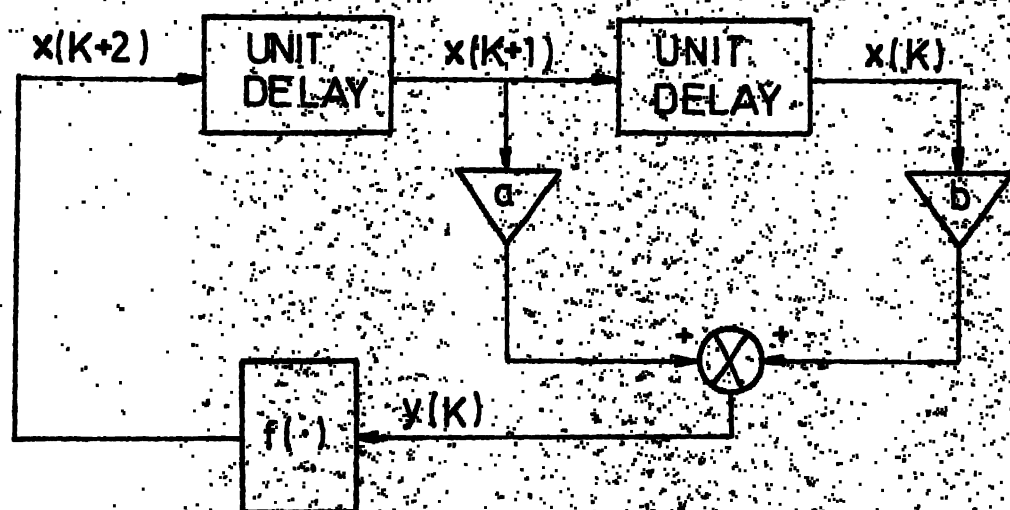 x(K+2)
UNIT
DELAY
x(K+1)
UNIT
DELAY
x(K)
a
b
+
+
y(K)
f(·)